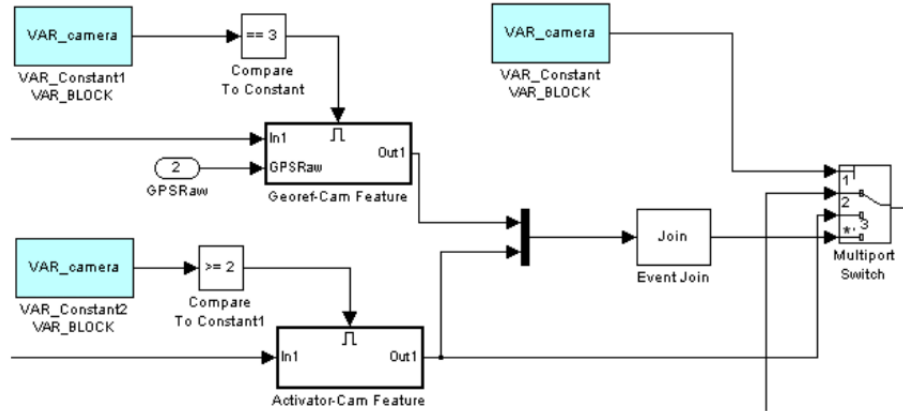 VAR_camera
VAR_Constant1
VAR_BLOCK
== 3
Compare
To Constant
VAR_camera
VAR_Constant
VAR_BLOCK
In1
GPSRaw
Out1
Georef-Cam Feature
2
GPSRaw
1
2
3
*,
Multiport
Switch
Join
Event Join
VAR_camera
VAR_Constant2
VAR_BLOCK
>= 2
Compare
To Constant1
In1
Out1
Activator-Cam Feature